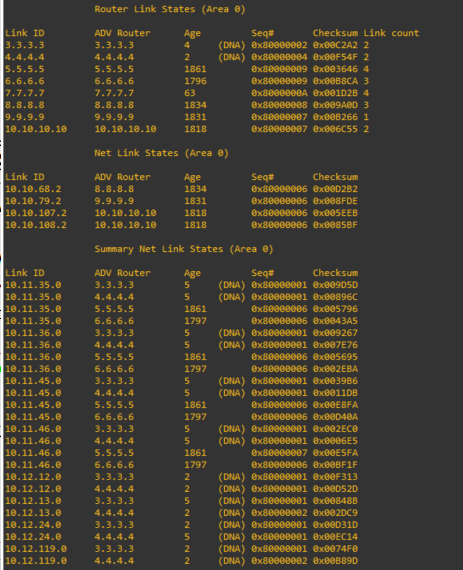 Router Link States (Area 0)
Link ID ADV Router Age Seq# Checksum Link count
3.3.3.3 3.3.3.3 4 (DNA) 0x80000002 0x00C2A2 2
4.4.4.4 4.4.4.4 2 (DNA) 0x80000004 0x00F54F 2
5.5.5.5 5.5.5.5 1861 0x80000009 0x003646 4
6.6.6.6 6.6.6.6 1796 0x80000009 0x00B8CA 3
7.7.7.7 7.7.7.7 63 0x8000000A 0x001D2B 4
8.8.8.8 8.8.8.8 1834 0x80000008 0x009A0D 3
9.9.9.9 9.9.9.9 1831 0x80000007 0x00B266 1
10.10.10.10 10.10.10.10 1818 0x80000007 0x006C55 2
Net Link States (Area 0)
Link ID ADV Router Age Seq# Checksum
10.10.68.2 8.8.8.8 1834 0x80000006 0x00D2B2
10.10.79.2 9.9.9.9 1831 0x80000006 0x008FDE
10.10.107.2 10.10.10.10 1818 0x80000006 0x005EEB
10.10.108.2 10.10.10.10 1818 0x80000006 0x0085BF
Summary Net Link States (Area 0)
Link ID ADV Router Age Seq# Checksum
10.11.35.0 3.3.3.3 5 (DNA) 0x80000001 0x009D5D
10.11.35.0 4.4.4.4 5 (DNA) 0x80000001 0x00896C
10.11.35.0 5.5.5.5 1861 0x80000006 0x005796
10.11.35.0 6.6.6.6 1797 0x80000006 0x0043A5
10.11.36.0 3.3.3.3 5 (DNA) 0x80000001 0x009267
10.11.36.0 4.4.4.4 5 (DNA) 0x80000001 0x007E76
10.11.36.0 5.5.5.5 1861 0x80000006 0x005695
10.11.36.0 6.6.6.6 1797 0x80000006 0x002EBA
10.11.45.0 3.3.3.3 5 (DNA) 0x80000001 0x0039B6
10.11.45.0 4.4.4.4 5 (DNA) 0x80000001 0x0011DB
10.11.45.0 5.5.5.5 1861 0x80000006 0x00E8FA
10.11.45.0 6.6.6.6 1797 0x80000006 0x00D40A
10.11.46.0 3.3.3.3 5 (DNA) 0x80000001 0x002EC0
10.11.46.0 4.4.4.4 5 (DNA) 0x80000001 0x0006E5
10.11.46.0 5.5.5.5 1861 0x80000007 0x00E5FA
10.11.46.0 6.6.6.6 1797 0x80000006 0x00BF1F
10.12.12.0 3.3.3.3 2 (DNA) 0x80000001 0x00F313
10.12.12.0 4.4.4.4 2 (DNA) 0x80000001 0x00D52D
10.12.13.0 3.3.3.3 2 (DNA) 0x80000001 0x00848B
10.12.13.0 4.4.4.4 2 (DNA) 0x80000002 0x002DC9
10.12.24.0 3.3.3.3 2 (DNA) 0x80000001 0x00D31D
10.12.24.0 4.4.4.4 5 (DNA) 0x80000001 0x00EC14
10.12.119.0 3.3.3.3 2 (DNA) 0x80000001 0x0074F0
10.12.119.0 4.4.4.4 2 (DNA) 0x80000002 0x00B89D